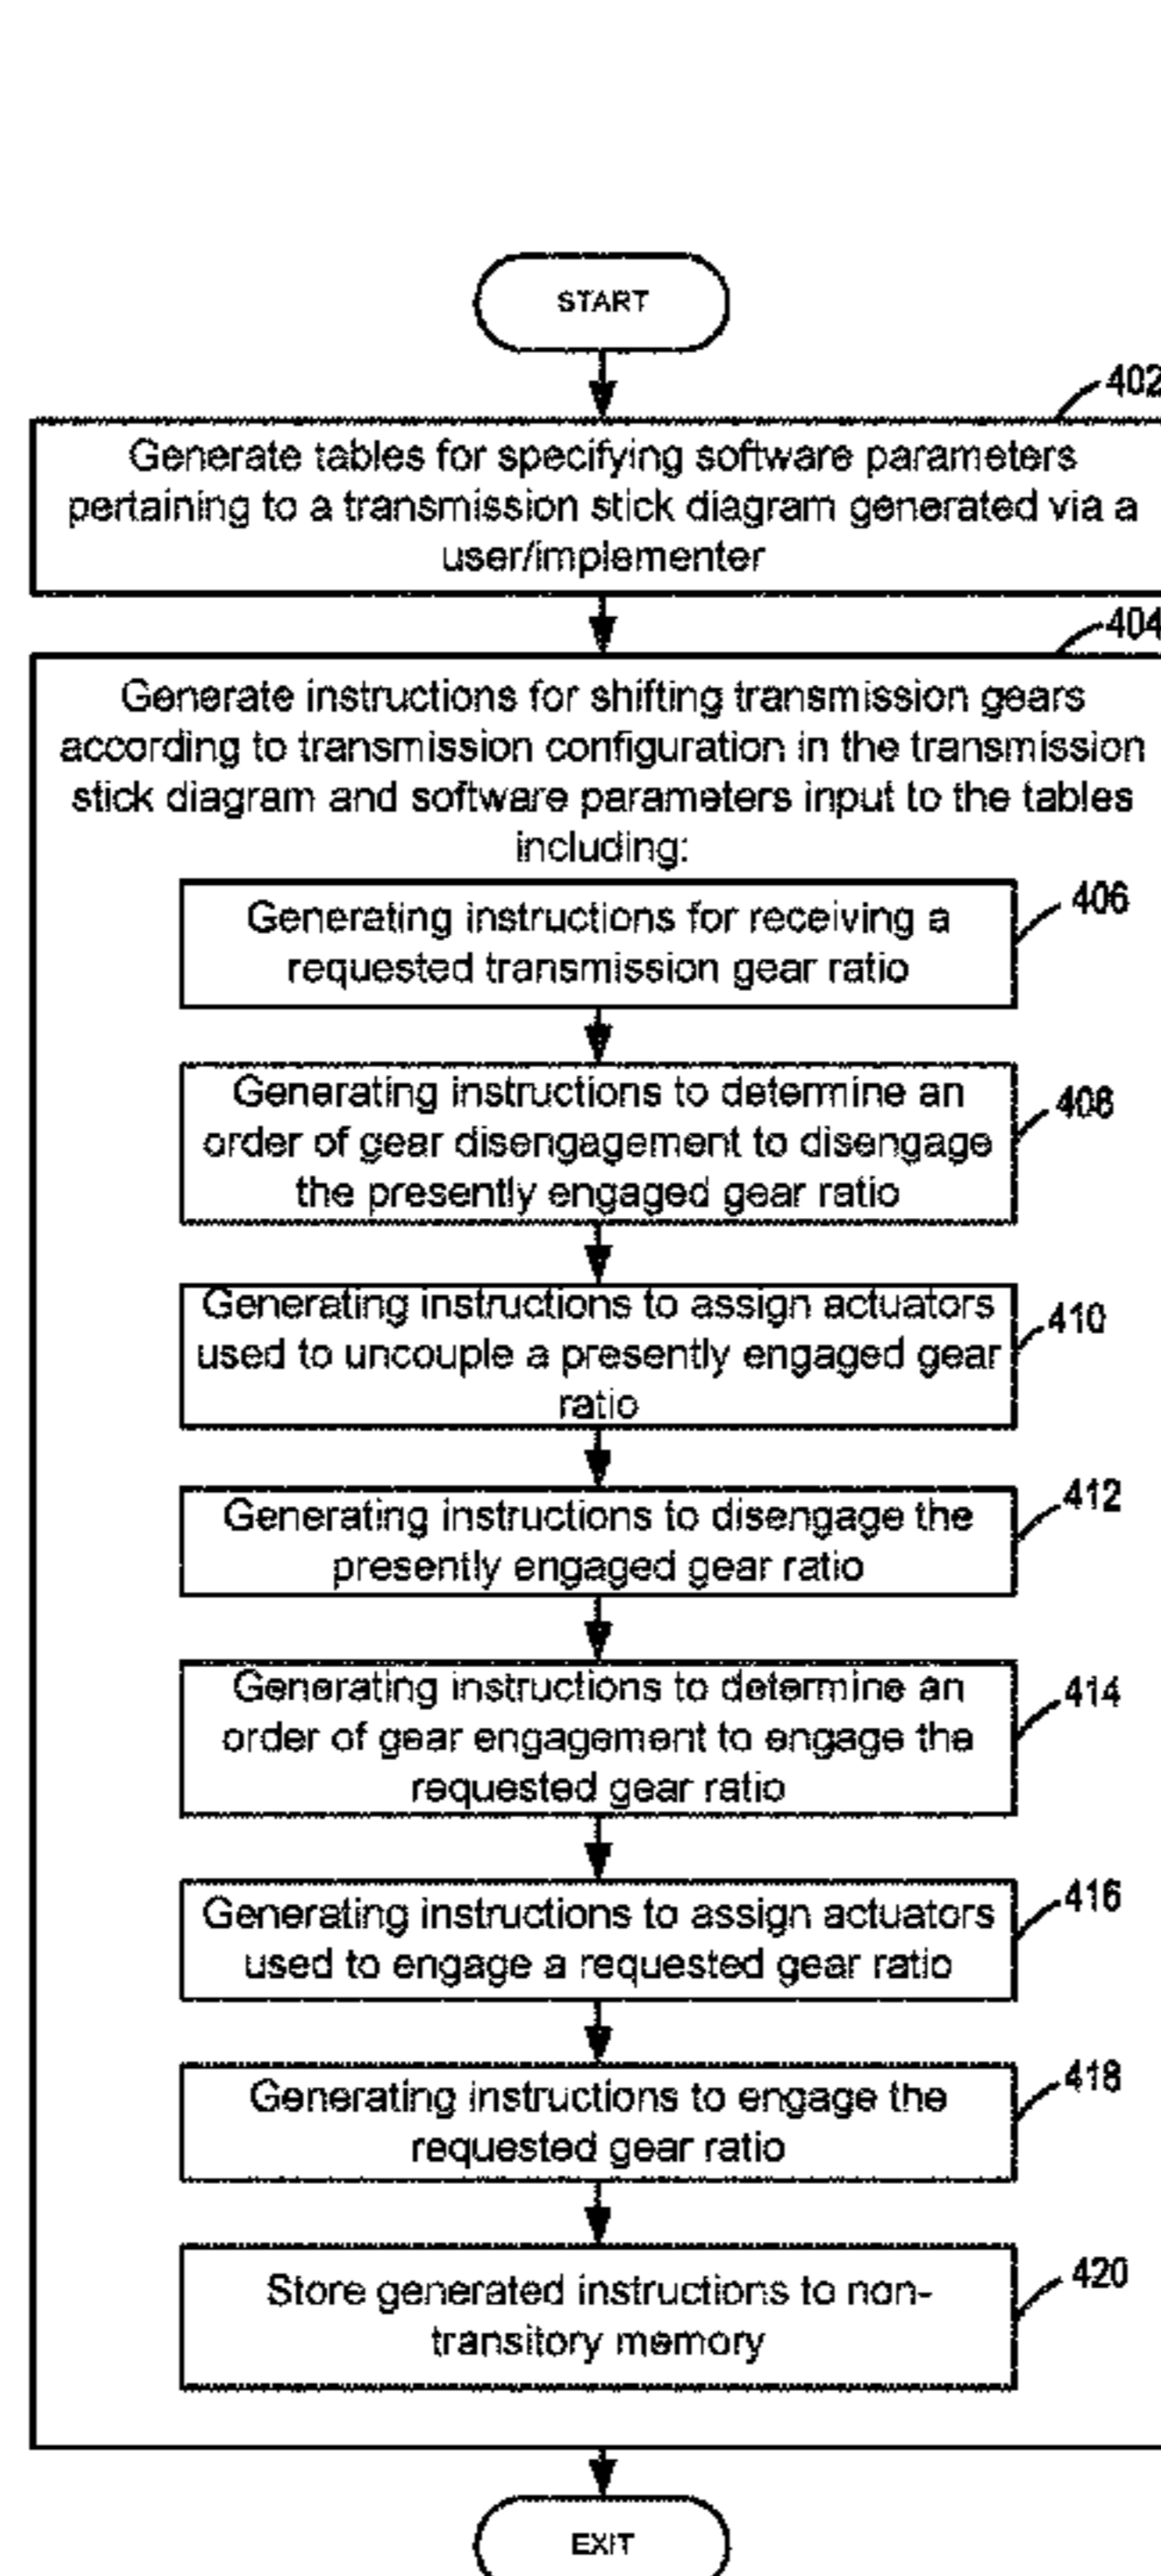 START
402
Generate tables for specifying software parameters
pertaining to a transmission stick diagram generated via a
user/implementer
404
Generate instructions for shifting transmission gears
according to transmission configuration in the transmission
stick diagram and software parameters input to the tables
including:
406
Generating instructions for receiving a
requested transmission gear ratio
408
Generating instructions to determine an
order of gear disengagement to disengage
the presently engaged gear ratio
410
Generating instructions to assign actuators
used to uncouple a presently engaged gear
ratio
412
Generating instructions to disengage the
presently engaged gear ratio
414
Generating instructions to determine an
order of gear engagement to engage the
requested gear ratio
416
Generating instructions to assign actuators
used to engage a requested gear ratio
418
Generating instructions to engage the
requested gear ratio
420
Store generated instructions to non-
transitory memory
EXIT